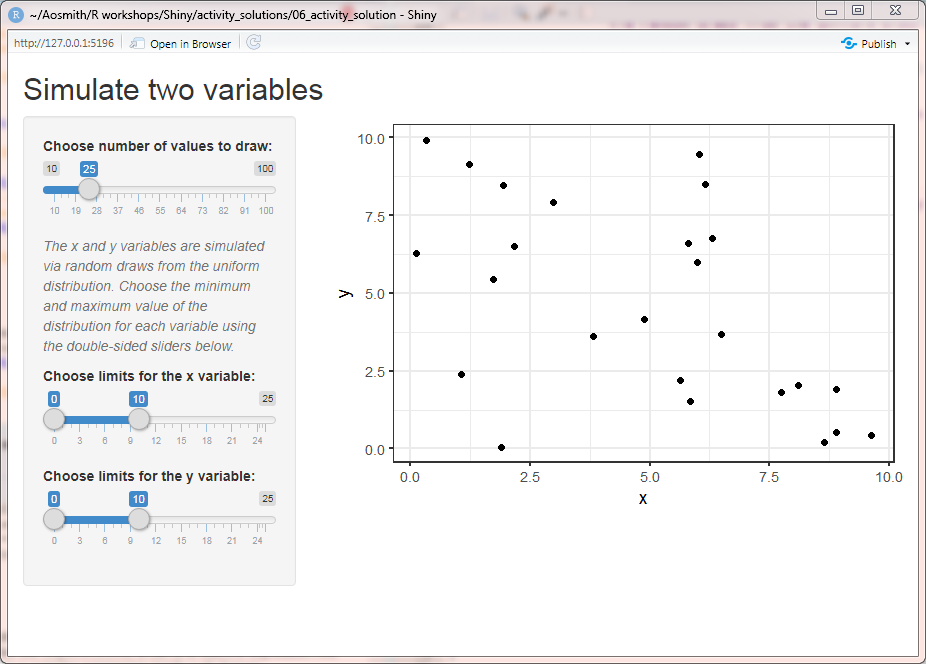 R ~/Aosmith/R workshops/Shiny/activity_solutions/06_activity_solution - Shiny
http://127.0.0.1:5196 Open in Browser Publish
Simulate two variables
Choose number of values to draw:
10 25 100
10 19 28 37 46 55 64 73 82 91 100
The x and y variables are simulated
via random draws from the uniform
distribution. Choose the minimum
and maximum value of the
distribution for each variable using
the double-sided sliders below.
Choose limits for the x variable:
0 10 25
0 3 6 9 12 15 18 21 24
Choose limits for the y variable:
0 10 25
0 3 6 9 12 15 18 21 24
10.0
7.5
y
5.0
2.5
0.0
0.0 2.5 5.0 7.5 10.0
x